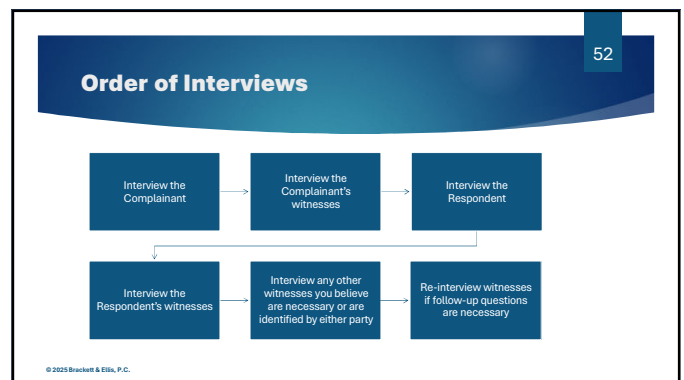 52
Order of Interviews
Interview the
Complainant
Interview the
Complainant's
witnesses
Interview the
Respondent
Interview the
Respondent's witnesses
Interview any other
witnesses you believe
are necessary or are
identified by either party
Re-interview witnesses
if follow-up questions
are necessary
© 2025 Brackett & Ellis, P.C.